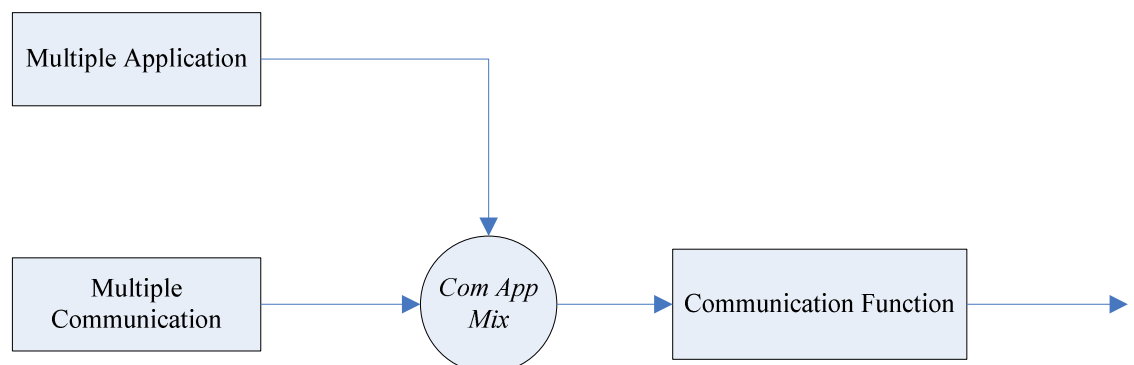 Multiple Application
Multiple
Communication
Com App
Mix
Communication Function